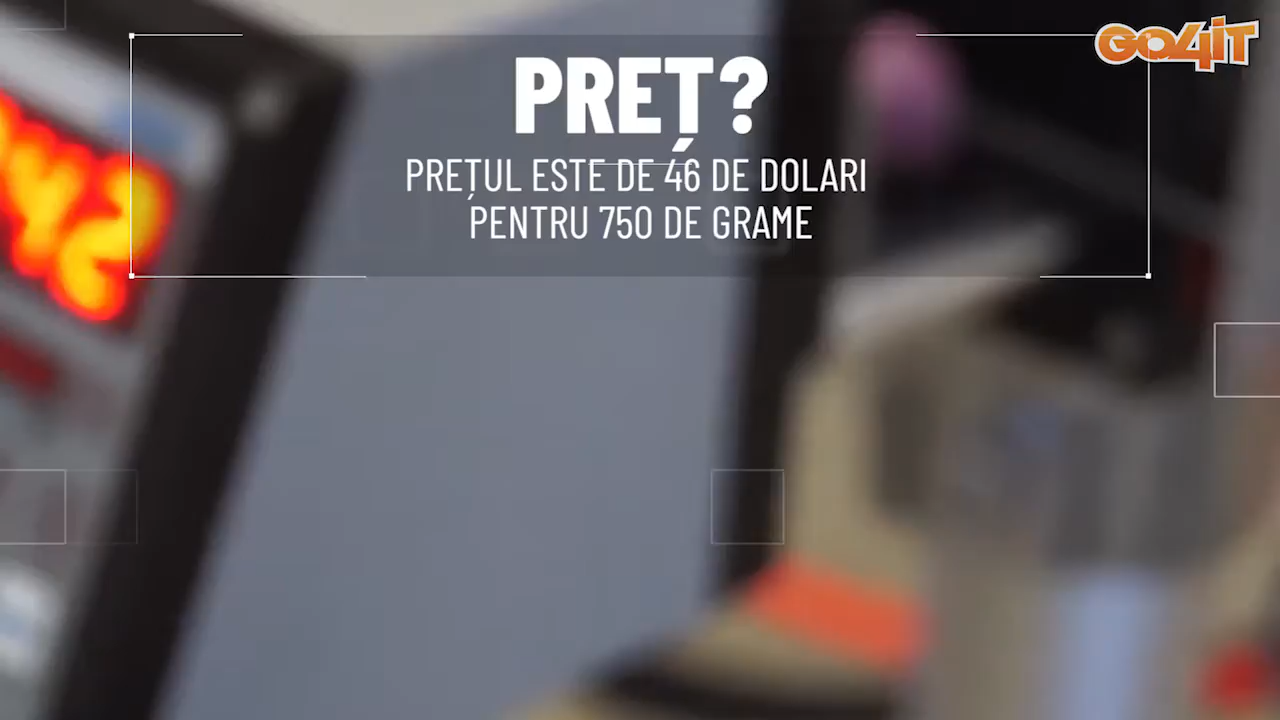 GO4IT
PREȚ?
PREȚUL ESTE DE 46 DE DOLARI
PENTRU 750 DE GRAME